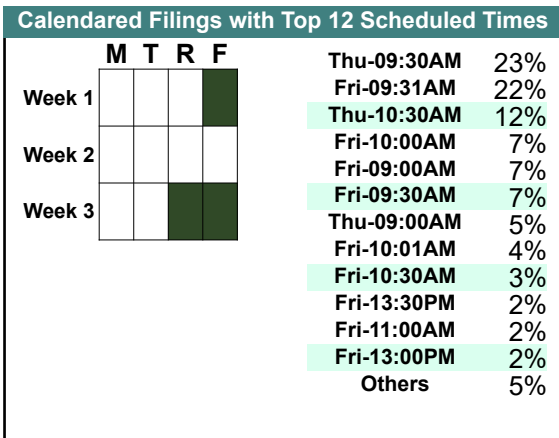 Calendared Filings with Top 12 Scheduled Times
M T R F
Week 1
Week 2
Week 3
Thu-09:30AM 23%
Fri-09:31AM 22%
Thu-10:30AM 12%
Fri-10:00AM 7%
Fri-09:00AM 7%
Fri-09:30AM 7%
Thu-09:00AM 5%
Fri-10:01AM 4%
Fri-10:30AM 3%
Fri-13:30PM 2%
Fri-11:00AM 2%
Fri-13:00PM 2%
Others 5%